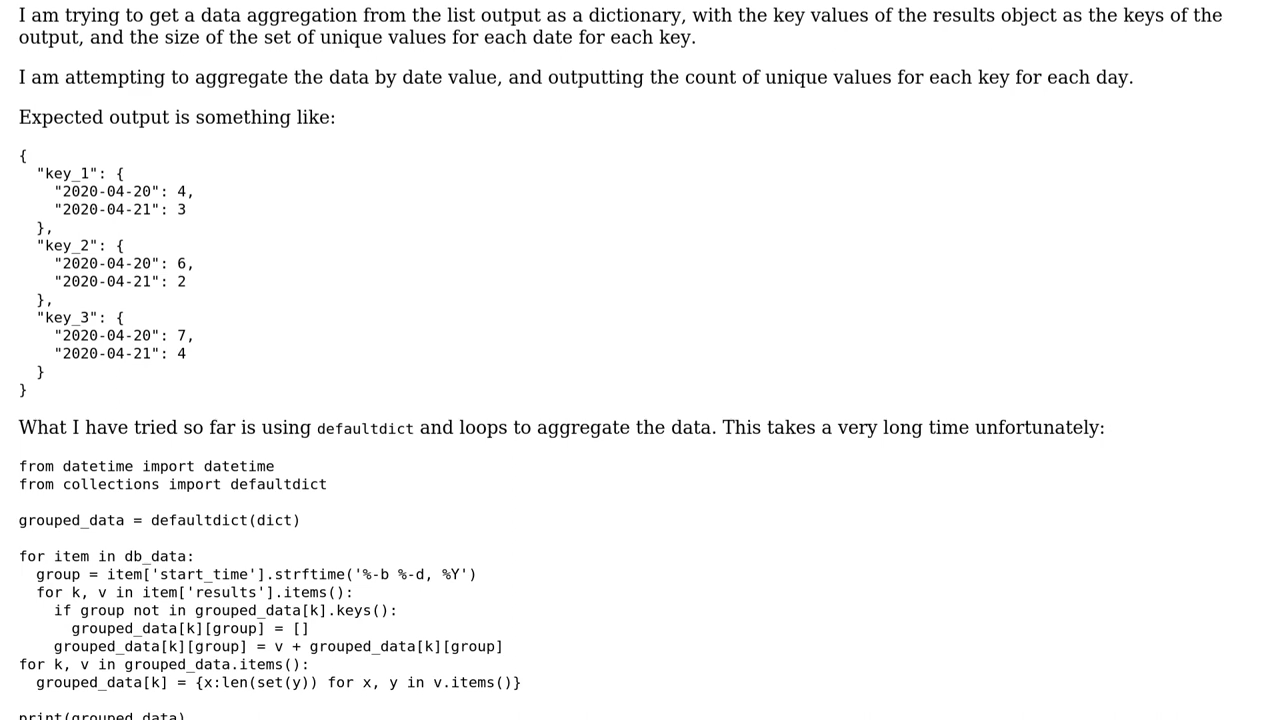 I am trying to get a data aggregation from the list output as a dictionary, with the key values of the results object as the keys of the
output, and the size of the set of unique values for each date for each key.
I am attempting to aggregate the data by date value, and outputting the count of unique values for each key for each day.
Expected output is something like:
{
  "key_1": {
    "2020-04-20": 4,
    "2020-04-21": 3
  },
  "key_2": {
    "2020-04-20": 6,
    "2020-04-21": 2
  },
  "key_3": {
    "2020-04-20": 7,
    "2020-04-21": 4
  }
}
What I have tried so far is using defaultdict and loops to aggregate the data. This takes a very long time unfortunately:
from datetime import datetime
from collections import defaultdict
grouped_data = defaultdict(dict)
for item in db_data:
  group = item['start_time'].strftime('%-b %-d, %Y')
  for k, v in item['results'].items():
    if group not in grouped_data[k].keys():
      grouped_data[k][group] = []
    grouped_data[k][group] = v + grouped_data[k][group]
for k, v in grouped_data.items():
  grouped_data[k] = {x:len(set(y)) for x, y in v.items()}
print(grouped_data)